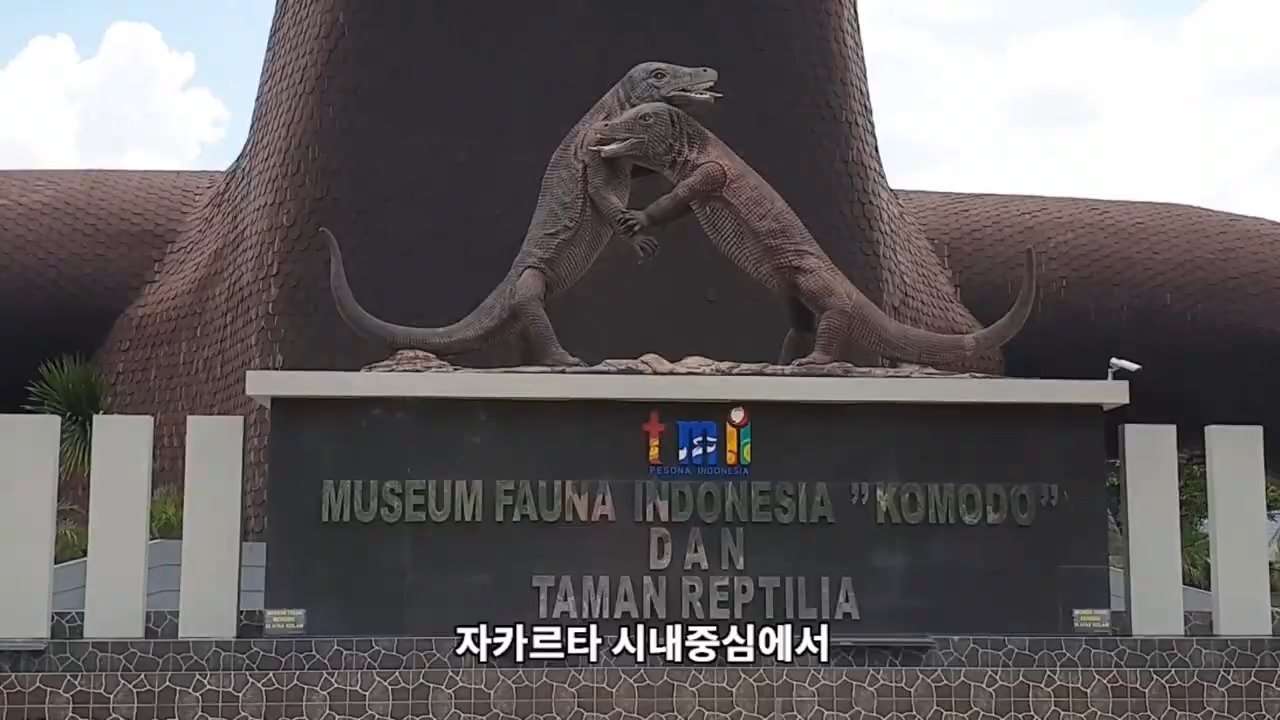 tmii
PESONA INDONESIA
MUSEUM FAUNA INDONESIA "KOMODO"
DAN
TAMAN REPTILIA
자카르타 시내중심에서